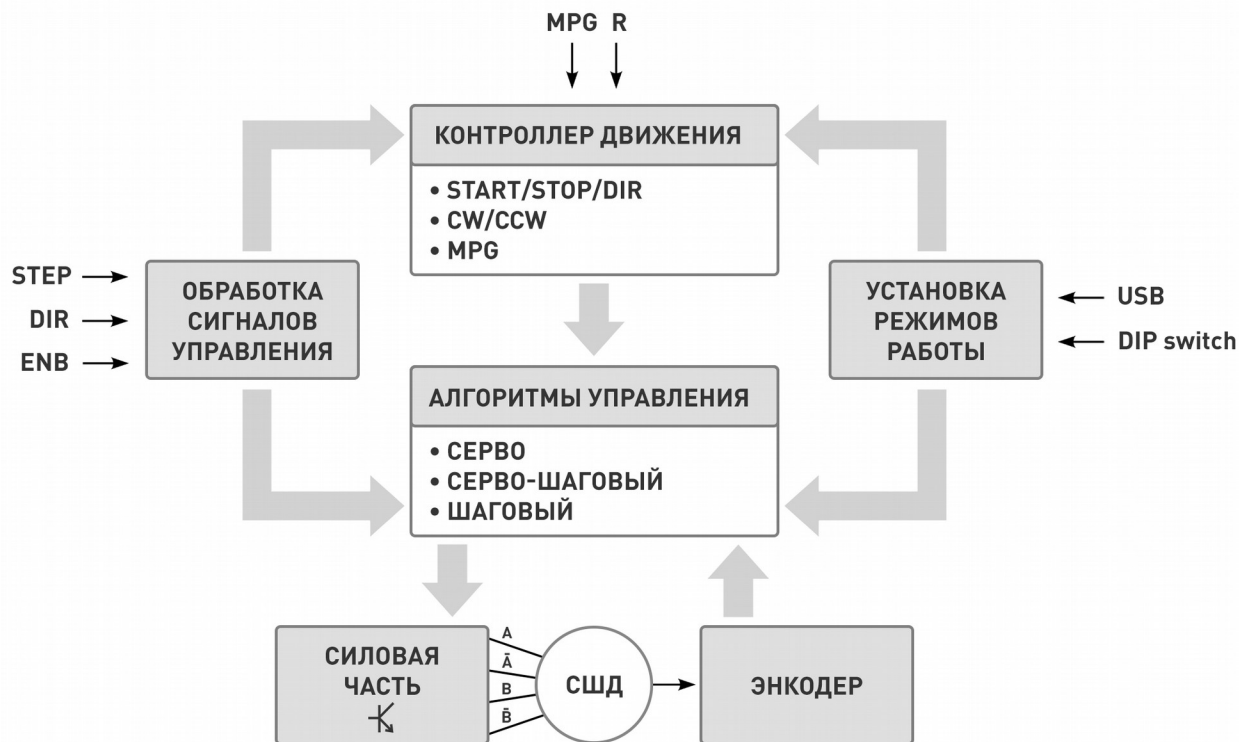 MPG R
КОНТРОЛЛЕР ДВИЖЕНИЯ
• START/STOP/DIR
• CW/CCW
• MPG
STEP
DIR
ENB
ОБРАБОТКА
СИГНАЛОВ
УПРАВЛЕНИЯ
УСТАНОВКА
РЕЖИМОВ
РАБОТЫ
USB
DIP switch
АЛГОРИТМЫ УПРАВЛЕНИЯ
• СЕРВО
• СЕРВО-ШАГОВЫЙ
• ШАГОВЫЙ
СИЛОВАЯ
ЧАСТЬ
A
Ā
B
B̄
СШД
ЭНКОДЕР